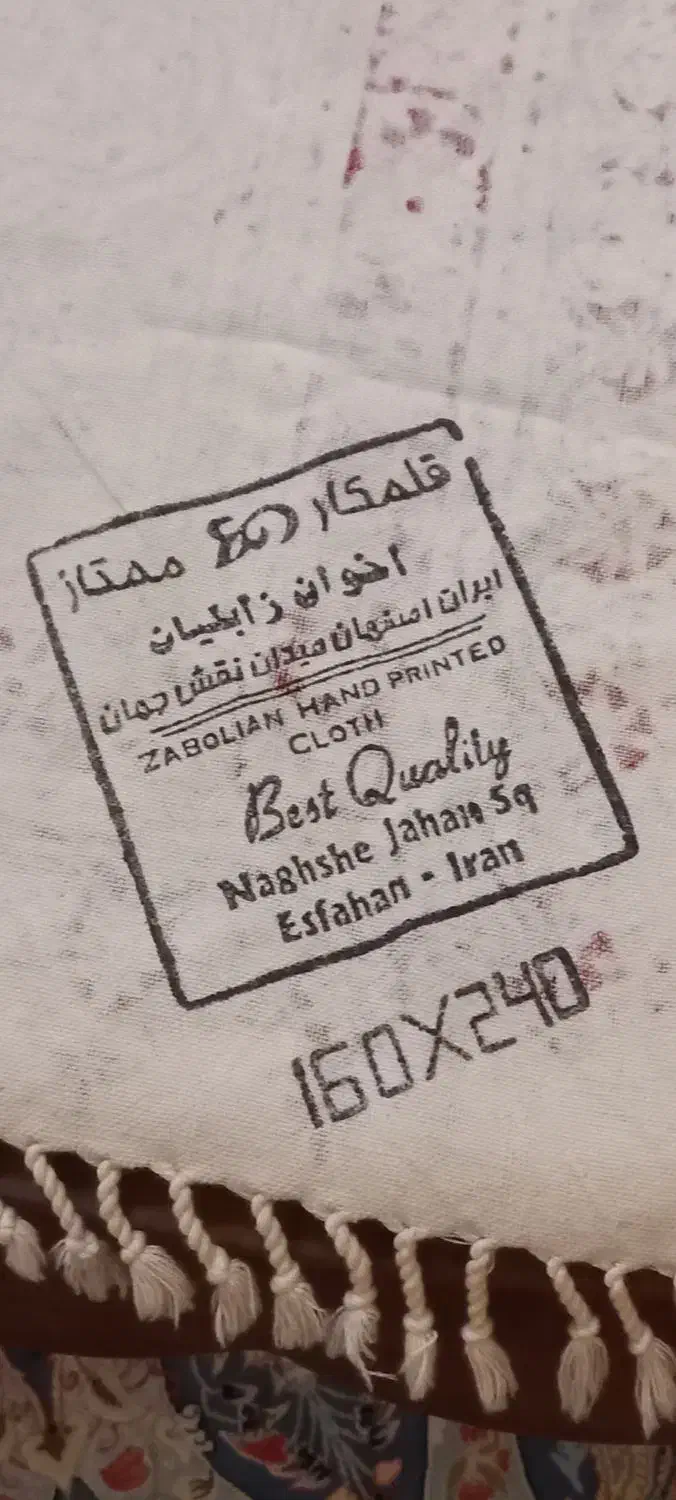 قلمکار ممتاز
اخوان زابلیان
ایران اصفهان میدان نقش جهان
ZABOLIAN HAND PRINTED
CLOTH
Best Quality
Naghshe Jahan Sq
Esfahan - Iran
160X240